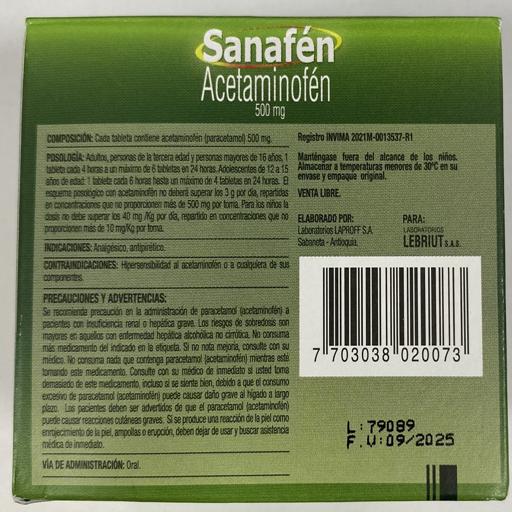 Sanafén
Acetaminofén
500 mg
COMPOSICIÓN: Cada tableta contiene acetaminofén (paracetamol) 500 mg.
POSOLOGÍA: Adultos, personas de la tercera edad y personas mayores de 16 años, 1
tableta cada 4 horas a un máximo de 6 tabletas en 24 horas. Adolescentes de 12 a 15
años de edad: 1 tableta cada 6 horas hasta un máximo de 4 tabletas en 24 horas. El
esquema posológico con acetaminofén no deberá superar los 3 g por día, repartidas
en concentraciones que no proporcionen más de 500 mg por toma. Para los niños la
dosis no debe superar los 40 mg /Kg por día, repartido en concentraciones que no
proporcionen más de 10 mg/Kg por toma.
INDICACIONES: Analgésico, antipirético.
CONTRAINDICACIONES: Hipersensibilidad al acetaminofén o a cualquiera de sus
componentes.
PRECAUCIONES Y ADVERTENCIAS:
Se recomienda precaución en la administración de paracetamol (acetaminofén) a
pacientes con insuficiencia renal o hepática grave. Los riesgos de sobredosis son
mayores en aquellos con enfermedad hepática alcohólica no cirrótica. No consuma
más medicamento del indicado en la etiqueta. Si no nota mejoría, consulte con su
médico. No consuma nada que contenga paracetamol (acetaminofén) mientras esté
tomando este medicamento. Consulte con su médico de inmediato si usted toma
demasiado de este medicamento, incluso si se siente bien, debido a que el consumo
excesivo de paracetamol (acetaminofén) puede causar daño grave al hígado a largo
plazo. Los pacientes deben ser advertidos de que el paracetamol (acetaminofén)
puede causar reacciones cutáneas graves. Si se produce una reacción de la piel como
enrojecimiento de la piel, ampollas o erupción, deben dejar de usar y buscar asistencia
médica de inmediato.
VÍA DE ADMINISTRACIÓN: Oral.
Registro INVIMA 2021M-0013537-R1
Manténgase fuera del alcance de los niños.
Almacenar a temperaturas menores de 30ºC en su
envase y empaque original.
VENTA LIBRE.
ELABORADO POR:
Laboratorios LAPROFF S.A.
Sabaneta - Antioquia.
PARA:
LABORATORIOS
LEBRIUT S.A.S.
7 703038 020073
L:79089
F.V:09/2025